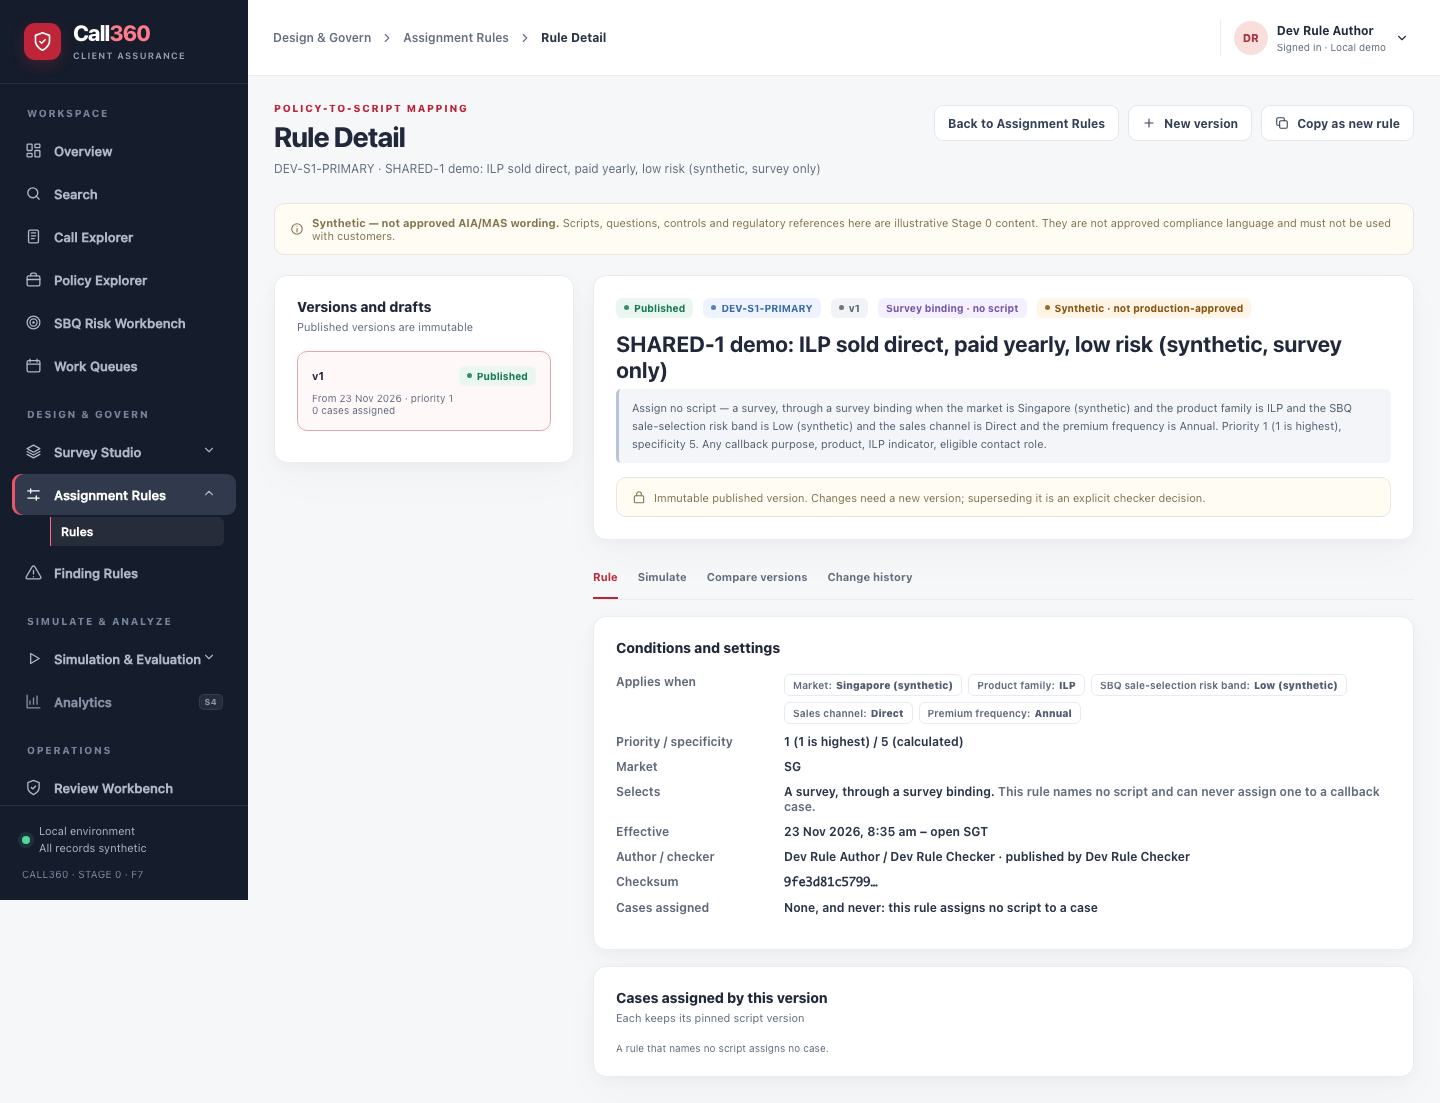 Call360
CLIENT ASSURANCE
WORKSPACE
Overview
Search
Call Explorer
Policy Explorer
SBQ Risk Workbench
Work Queues
DESIGN & GOVERN
Survey Studio
Assignment Rules
Rules
Finding Rules
SIMULATE & ANALYZE
Simulation & Evaluation
Analytics S4
OPERATIONS
Review Workbench
Local environment
All records synthetic
CALL360 · STAGE 0 · F7
Design & Govern > Assignment Rules > Rule Detail
DR
Dev Rule Author
Signed in · Local demo
POLICY-TO-SCRIPT MAPPING
Rule Detail
DEV-S1-PRIMARY · SHARED-1 demo: ILP sold direct, paid yearly, low risk (synthetic, survey only)
Back to Assignment Rules
New version
Copy as new rule
Synthetic — not approved AIA/MAS wording. Scripts, questions, controls and regulatory references here are illustrative Stage 0 content. They are not approved compliance language and must not be used
with customers.
Versions and drafts
Published versions are immutable
v1 Published
From 23 Nov 2026 · priority 1
0 cases assigned
Published DEV-S1-PRIMARY v1 Survey binding · no script Synthetic · not production-approved
SHARED-1 demo: ILP sold direct, paid yearly, low risk (synthetic, survey
only)
Assign no script — a survey, through a survey binding when the market is Singapore (synthetic) and the product family is ILP and the SBQ
sale-selection risk band is Low (synthetic) and the sales channel is Direct and the premium frequency is Annual. Priority 1 (1 is highest),
specificity 5. Any callback purpose, product, ILP indicator, eligible contact role.
Immutable published version. Changes need a new version; superseding it is an explicit checker decision.
Rule Simulate Compare versions Change history
Conditions and settings
Applies when Market: Singapore (synthetic) Product family: ILP SBQ sale-selection risk band: Low (synthetic)
Sales channel: Direct Premium frequency: Annual
Priority / specificity 1 (1 is highest) / 5 (calculated)
Market SG
Selects A survey, through a survey binding. This rule names no script and can never assign one to a callback
case.
Effective 23 Nov 2026, 8:35 am – open SGT
Author / checker Dev Rule Author / Dev Rule Checker · published by Dev Rule Checker
Checksum 9fe3d81c5799…
Cases assigned None, and never: this rule assigns no script to a case
Cases assigned by this version
Each keeps its pinned script version
A rule that names no script assigns no case.